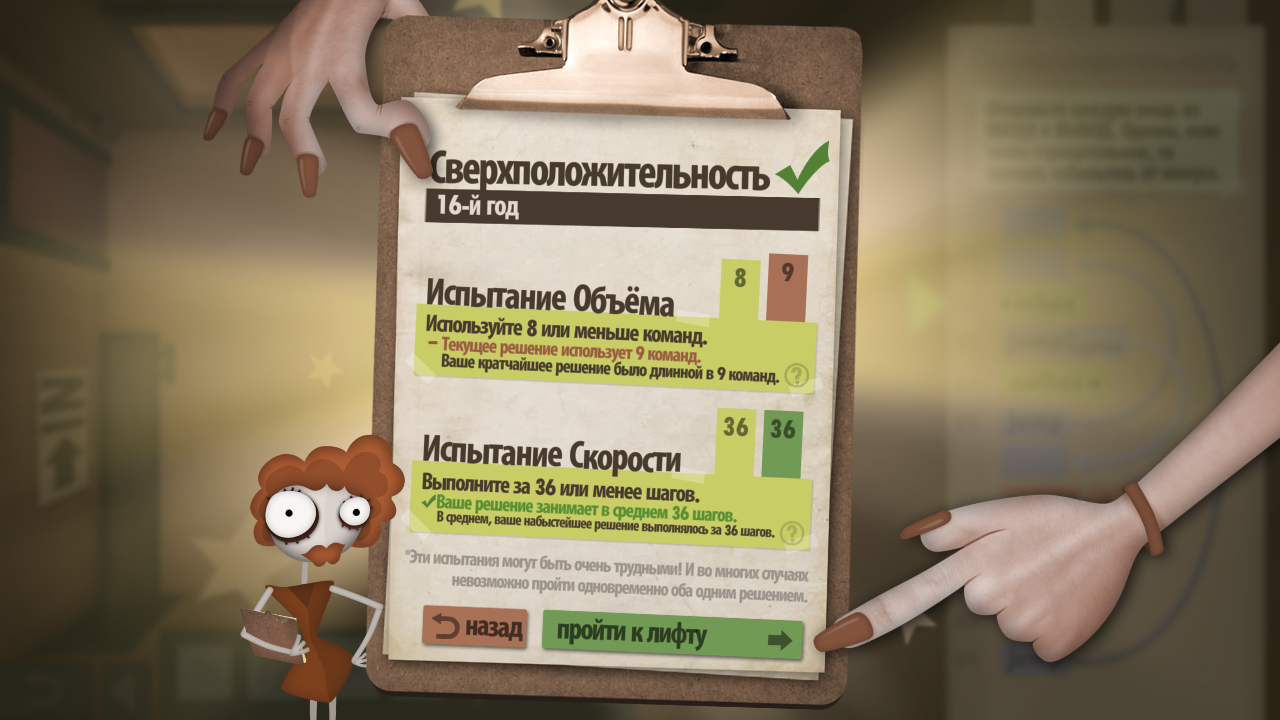 Сверхположительность
16-й год
8
9
Испытание Объёма
Используйте 8 или меньше команд.
– Текущее решение использует 9 команд.
Ваше кратчайшее решение было длинной в 9 команд.
?
36
36
Испытание Скорости
Выполните за 36 или менее шагов.
Ваше решение занимает в среднем 36 шагов.
В среднем, ваше набыстейшее решение выполнялось за 36 шагов.
?
*Эти испытания могут быть очень трудными! И во многих случаях
невозможно пройти одновременно оба одним решением.
назад
пройти к лифту
IN